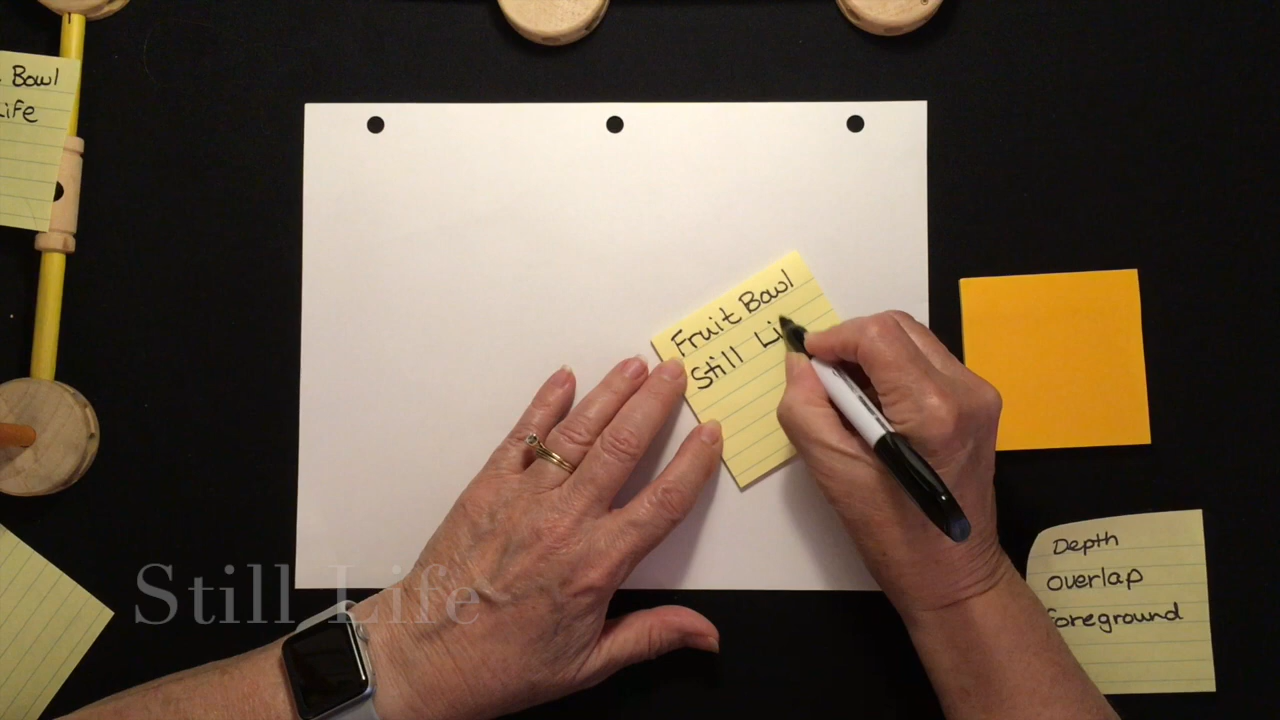 Bowl
Life
Fruit Bowl
Still Li
Depth
overlap
foreground
Still Life